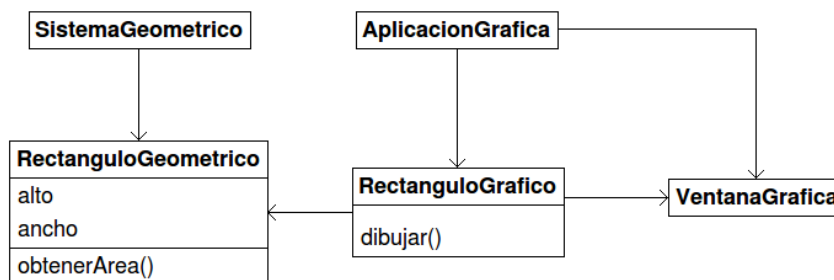 SistemaGeometrico
AplicacionGrafica
RectanguloGeometrico
alto
ancho
obtenerArea()
RectanguloGrafico
dibujar()
VentanaGrafica